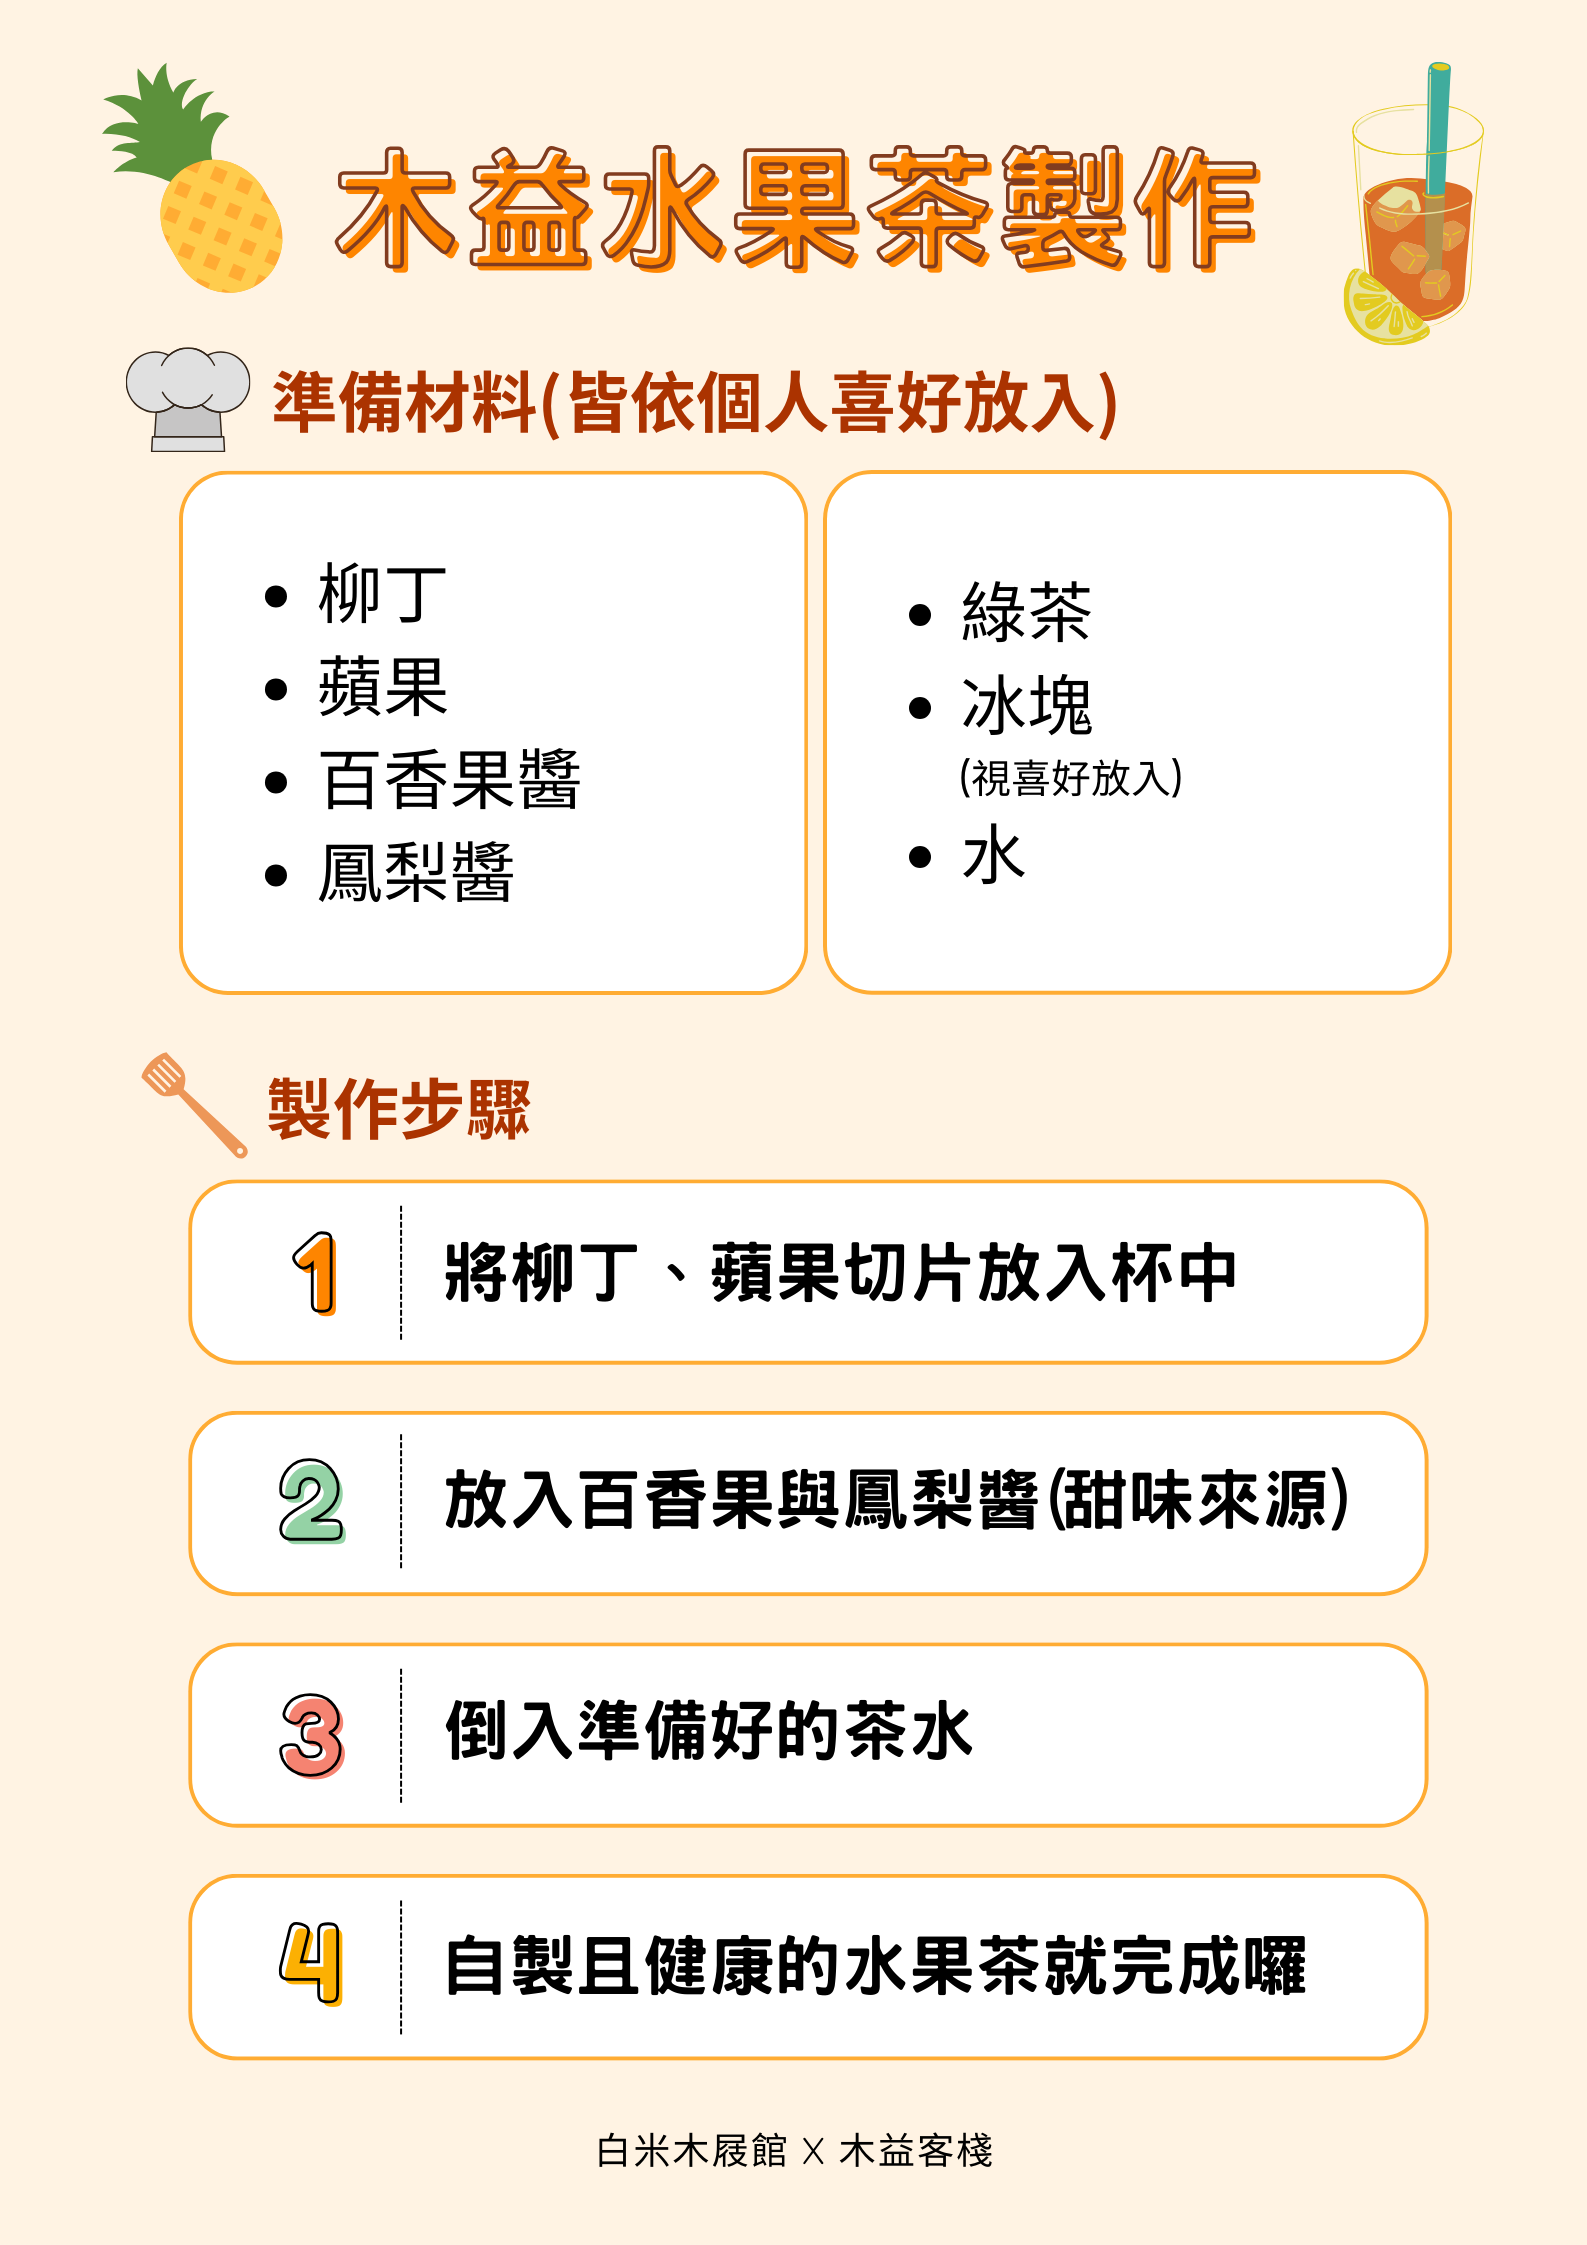 木益水果茶製作
準備材料(皆依個人喜好放入)
• 柳丁
• 蘋果
• 百香果醬
• 鳳梨醬
• 綠茶
• 冰塊
(視喜好放入)
• 水
製作步驟
1 將柳丁、蘋果切片放入杯中
2 放入百香果與鳳梨醬(甜味來源)
3 倒入準備好的茶水
4 自製且健康的水果茶就完成囉
白米木屐館 X 木益客棧